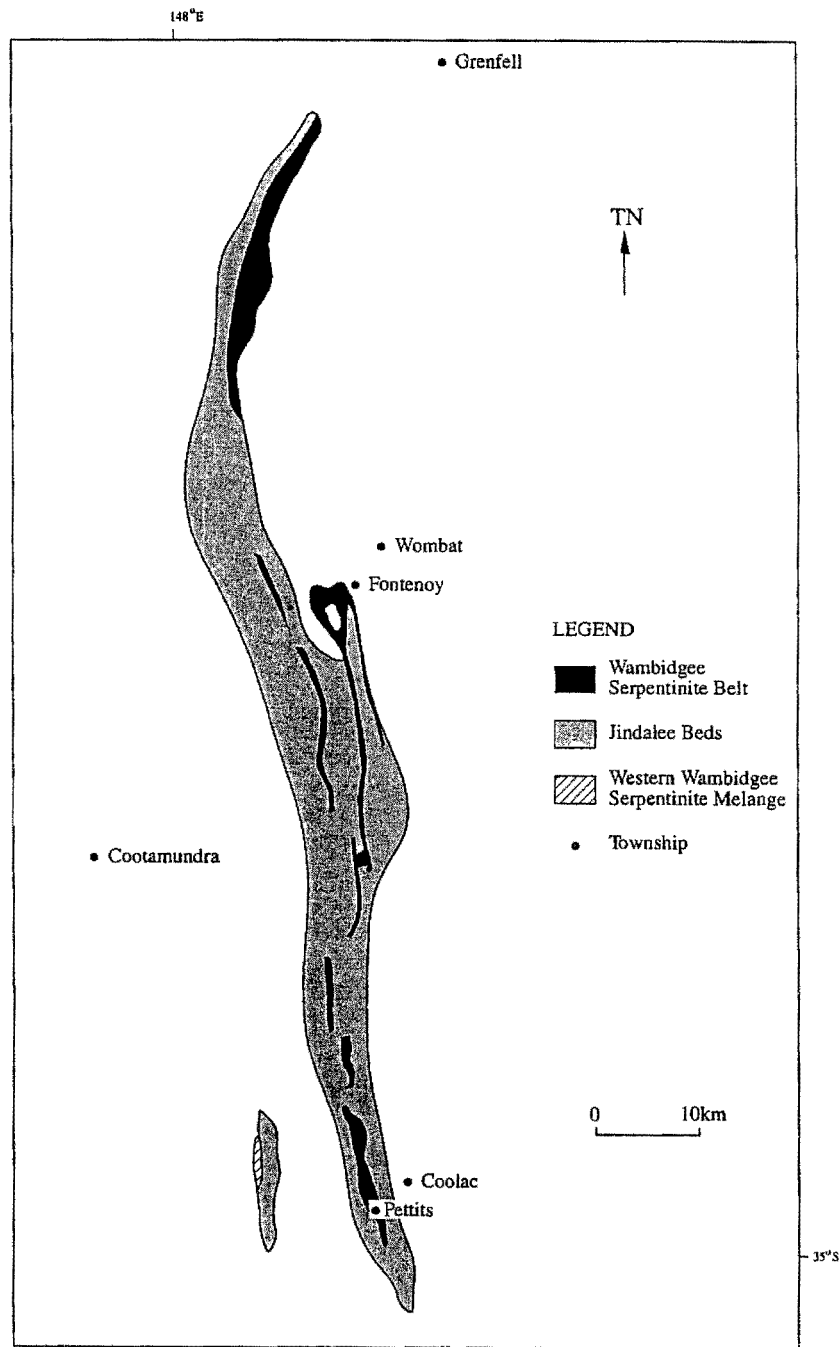 148°E
Grenfell
TN
Wombat
Fontenoy
LEGEND
Wambidgee
Serpentinite Belt
Jindalee Beds
Western Wambidgee
Serpentinite Melange
Township
Cootamundra
0 10km
Coolac
Pettits
35°S